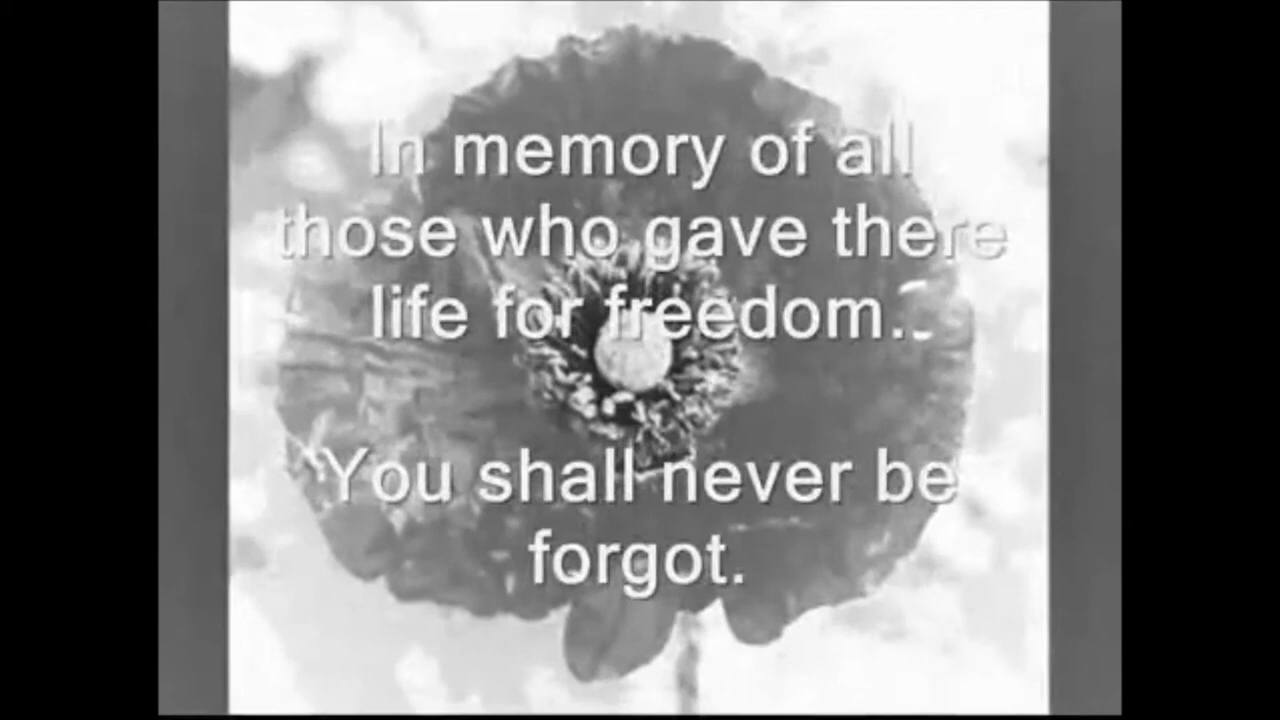 In memory of all
those who gave there
life for freedom..
You shall never be
forgot.